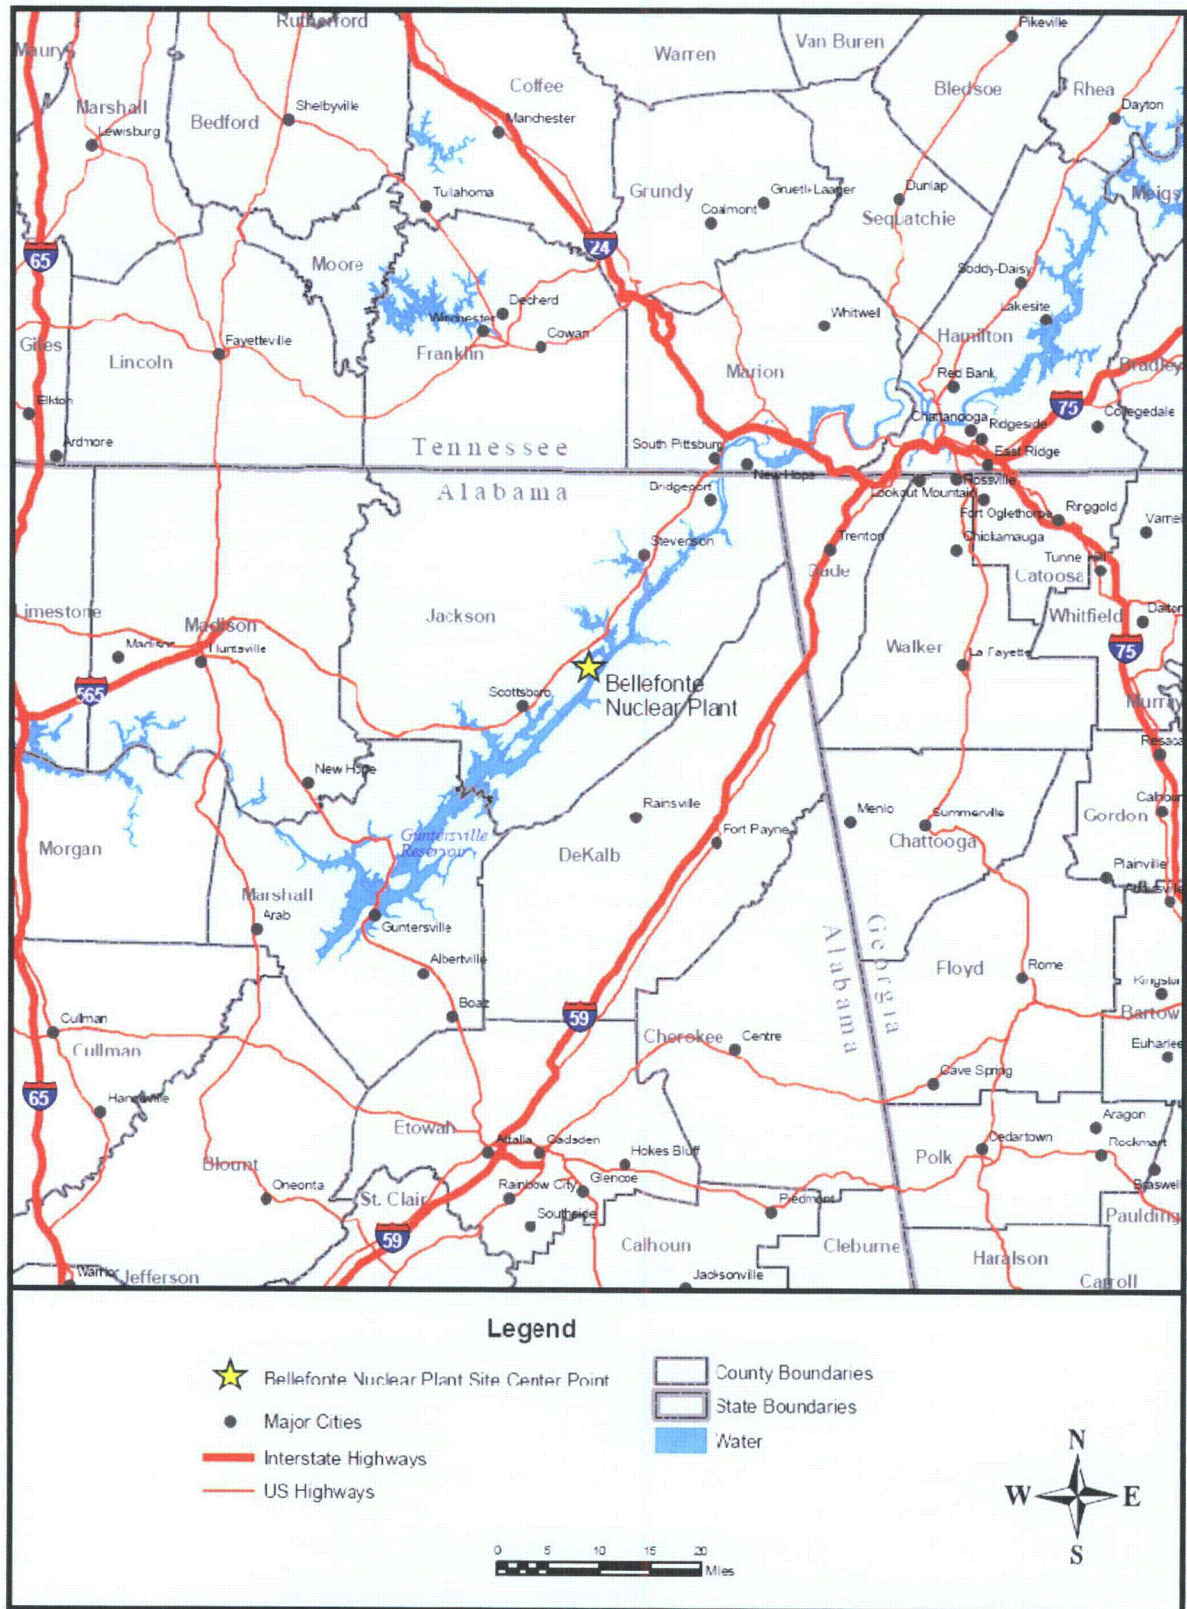 Rutherford
Pikeville
Maury
Warren
Van Buren
Coffee
Bledsoe
Rhea
Marshall
Shelbyville
Dayton
Bedford
Manchester
Lewisburg
Grundy
Gruetli-Laager
Dunlap
Meigs
Tullahoma
Coalmont
Sequatchie
65
24
Moore
Soddy-Daisy
Decherd
Lakesite
Winchester
Whitwell
Giles
Fayetteville
Cowan
Hamilton
Lincoln
Franklin
Marion
Bradley
Red Bank
Elkton
75
Collegedale
Chattanooga
Ridgeside
Ardmore
Tennessee
South Pittsburg
East Ridge
New Hope
Rossville
Alabama
Bridgeport
Lookout Mountain
Fort Oglethorpe
Ringgold
Varnel
Stevenson
Trenton
Chickamauga
Tunne Hill
Dade
Catoosa
Limestone
Jackson
Whitfield
Dalton
Madison
Madison
Huntsville
Walker
La Fayette
75
565
Scottsboro
Bellefonte
Nuclear Plant
Murray
Resaca
New Hope
Rainsville
Menlo
Summerville
Calhoun
Guntersville
Reservoir
Fort Payne
Gordon
Morgan
DeKalb
Chattooga
Plainville
Marshall
Arab
Guntersville
Georgia
Alabama
Albertville
Floyd
Rome
Kingston
Boaz
59
Bartow
Cullman
Cherokee
Centre
Euharlee
Cullman
Cave Spring
65
Hanceville
Aragon
Etowah
Attalla
Gadsden
Cedartown
Rockmart
Hokes Bluff
Polk
Blount
Oneonta
St. Clair
Rainbow City
Glencoe
Braswell
Southside
Piedmont
Paulding
59
Calhoun
Cleburne
Haralson
Warrior
Jefferson
Jacksonville
Carroll
Legend
Bellefonte Nuclear Plant Site Center Point
County Boundaries
State Boundaries
Major Cities
Water
Interstate Highways
US Highways
N
W
E
S
0 5 10 15 20
Miles